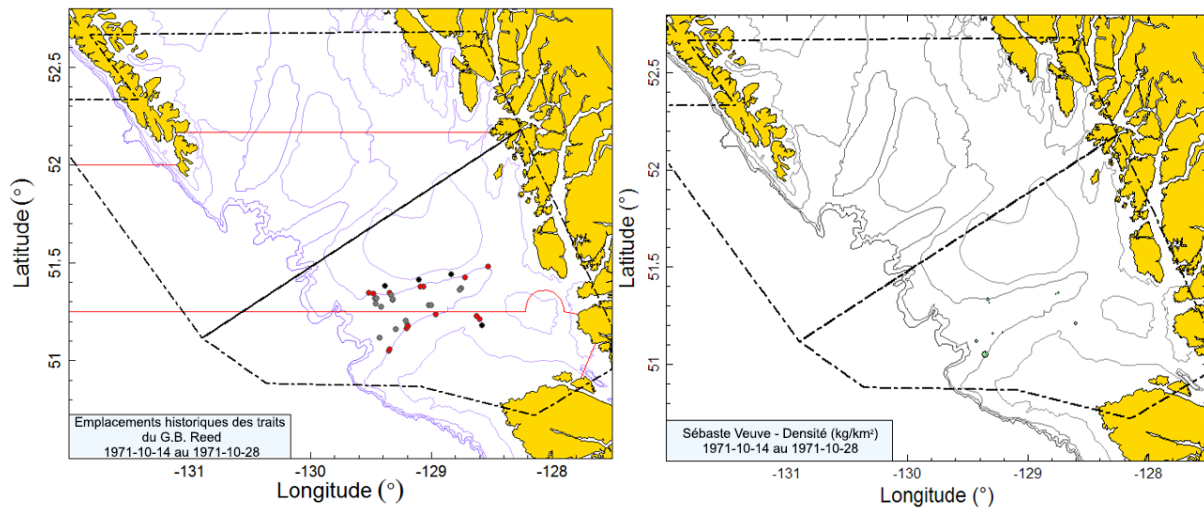 52.5
52
51.5
51
Latitude (°)
Emplacements historiques des traits
du G.B. Reed
1971-10-14 au 1971-10-28
-131
-130
-129
-128
Longitude (°)
52.5
52
51.5
51
Latitude (°)
Sébaste Veuve - Densité (kg/km²)
1971-10-14 au 1971-10-28
-131
-130
-129
-128
Longitude (°)